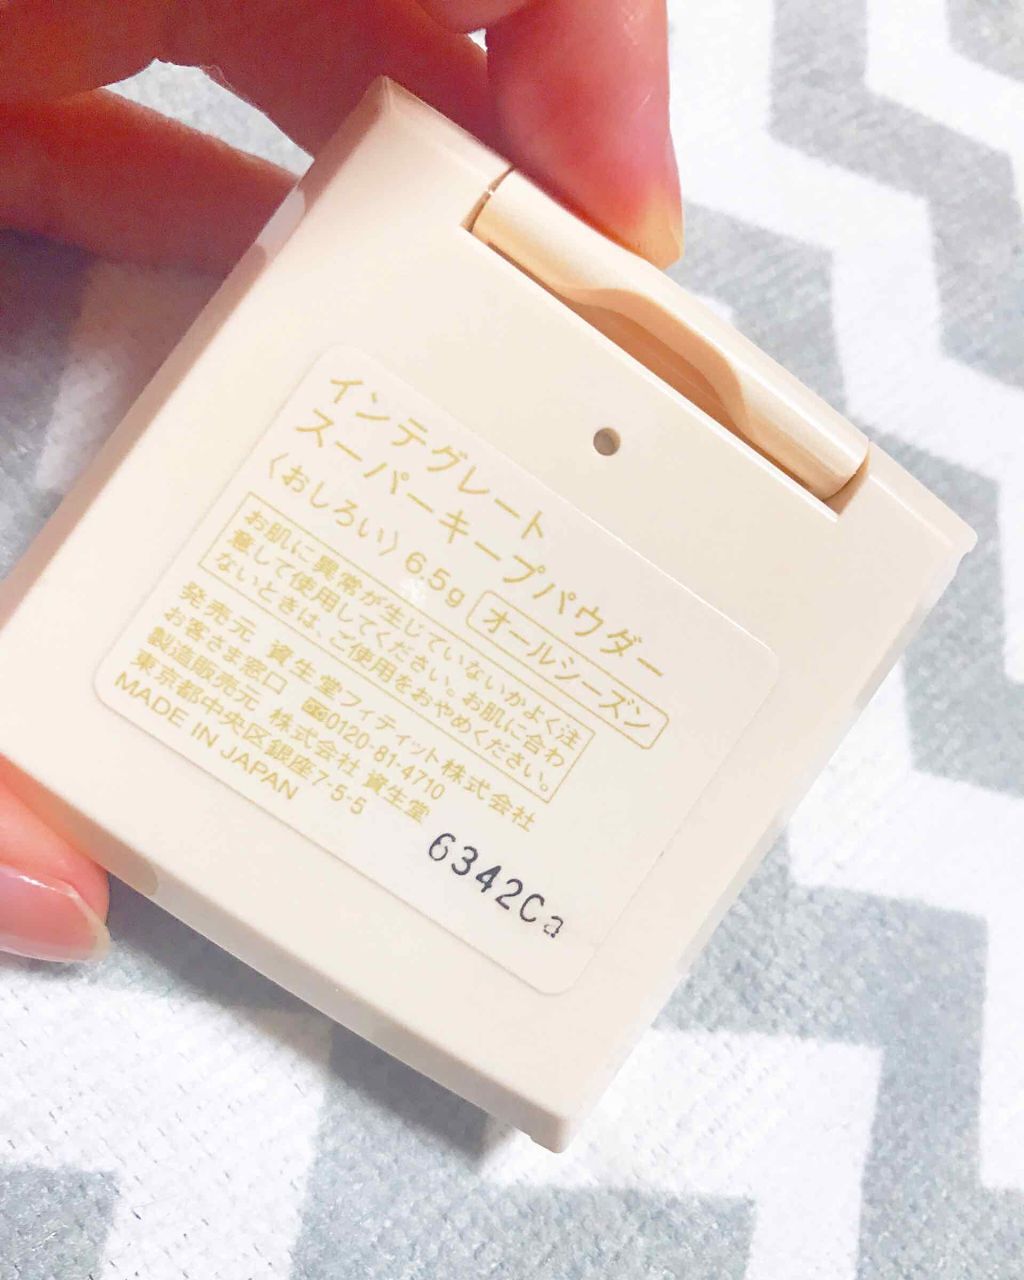 インテグレート
スーパーキープパウダー
〈おしろい〉6.5g オールシーズン
お肌に異常が生じていないかよく注
意して使用してください。お肌に合わ
ないときは、ご使用をおやめください。
発売元 資生堂フィティット株式会社
お客さま窓口 0120-81-4710
製造販売元 株式会社 資生堂
東京都中央区銀座7-5-5
MADE IN JAPAN
6342Ca